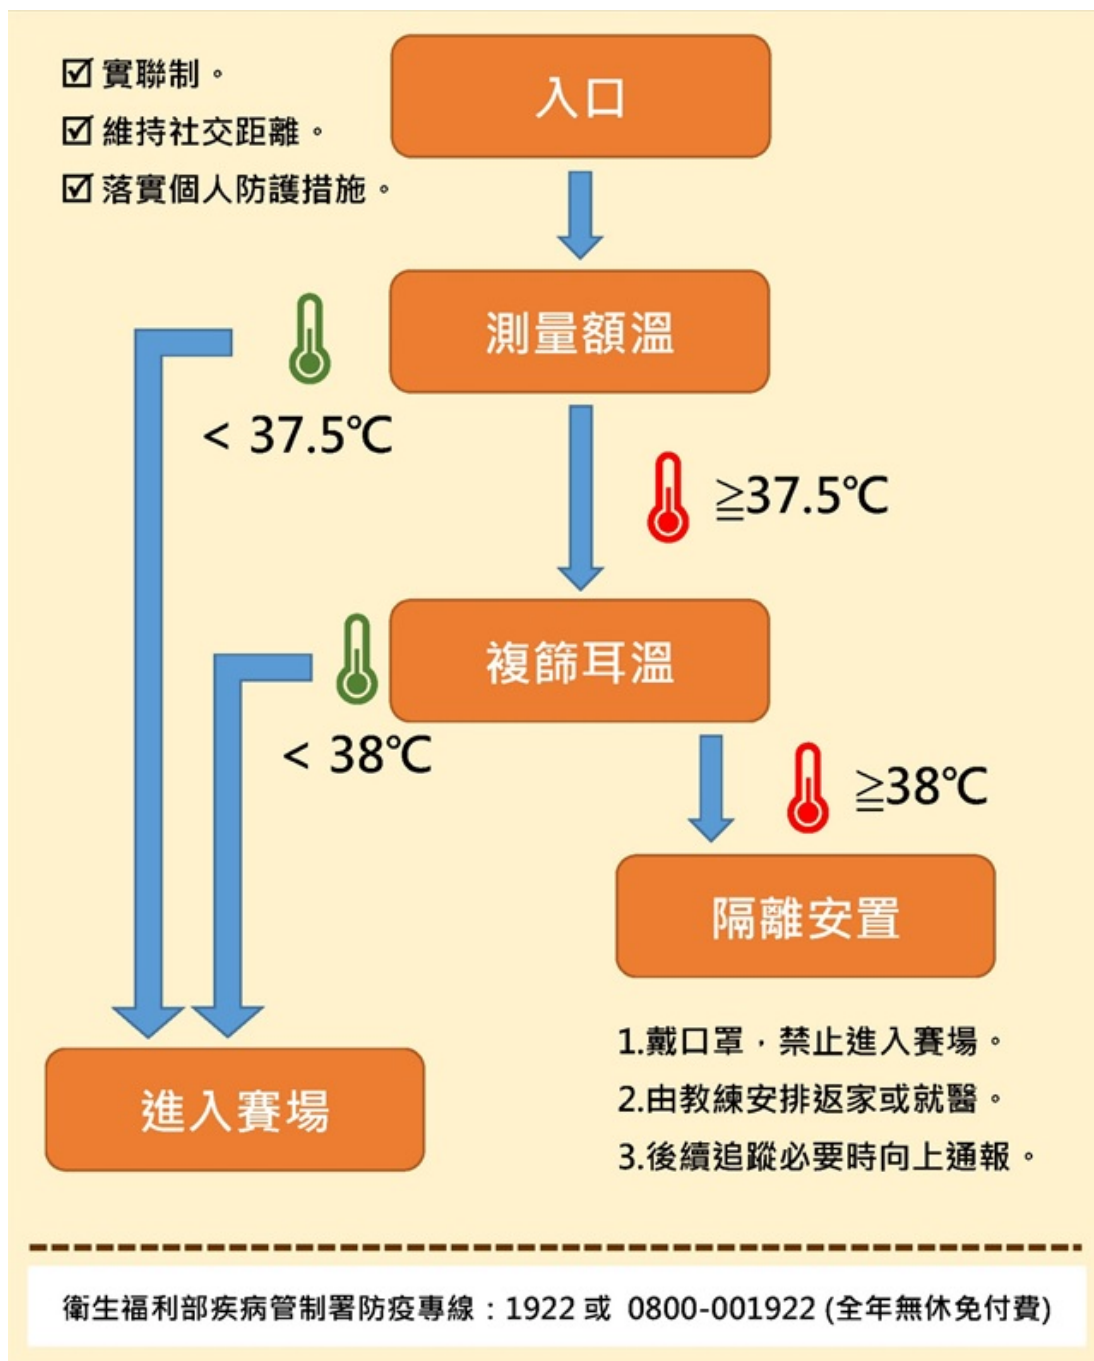 ☑ 實聯制。
☑ 維持社交距離。
☑ 落實個人防護措施。
入口
測量額溫
< 37.5℃
≧37.5℃
複篩耳溫
< 38℃
≧38℃
隔離安置
1.戴口罩，禁止進入賽場。
2.由教練安排返家或就醫。
3.後續追蹤必要時向上通報。
進入賽場
衛生福利部疾病管制署防疫專線：1922 或 0800-001922 (全年無休免付費)